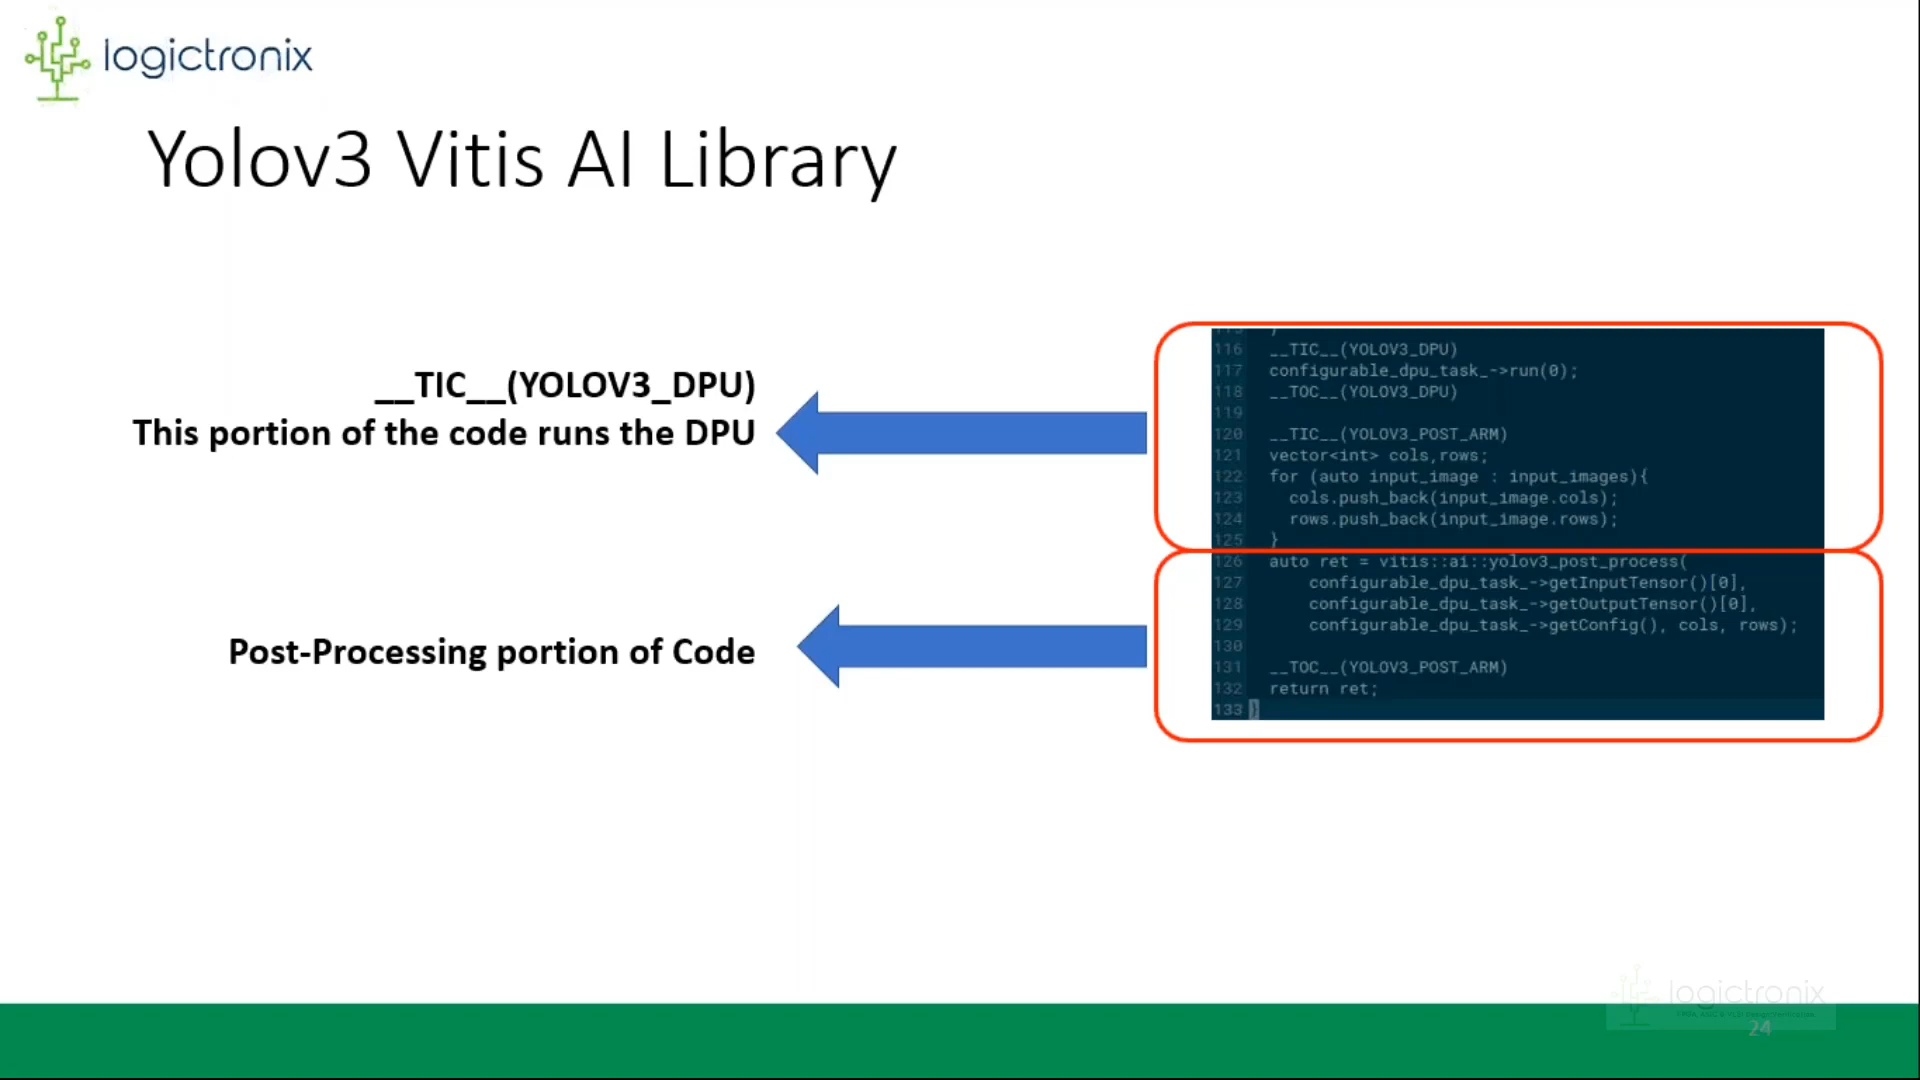 logictronix
Yolov3 Vitis AI Library
__TIC__(YOLOV3_DPU)
This portion of the code runs the DPU
Post-Processing portion of Code
116 __TIC__(YOLOV3_DPU)
117 configurable_dpu_task_->run(0);
118 __TOC__(YOLOV3_DPU)
119
120 __TIC__(YOLOV3_POST_ARM)
121 vector<int> cols,rows;
122 for (auto input_image : input_images){
123 cols.push_back(input_image.cols);
124 rows.push_back(input_image.rows);
125 }
126 auto ret = vitis::ai::yolov3_post_process(
127 configurable_dpu_task_->getInputTensor()[0],
128 configurable_dpu_task_->getOutputTensor()[0],
129 configurable_dpu_task_->getConfig(), cols, rows);
130
131 __TOC__(YOLOV3_POST_ARM)
132 return ret;
133 }
logictronix
24